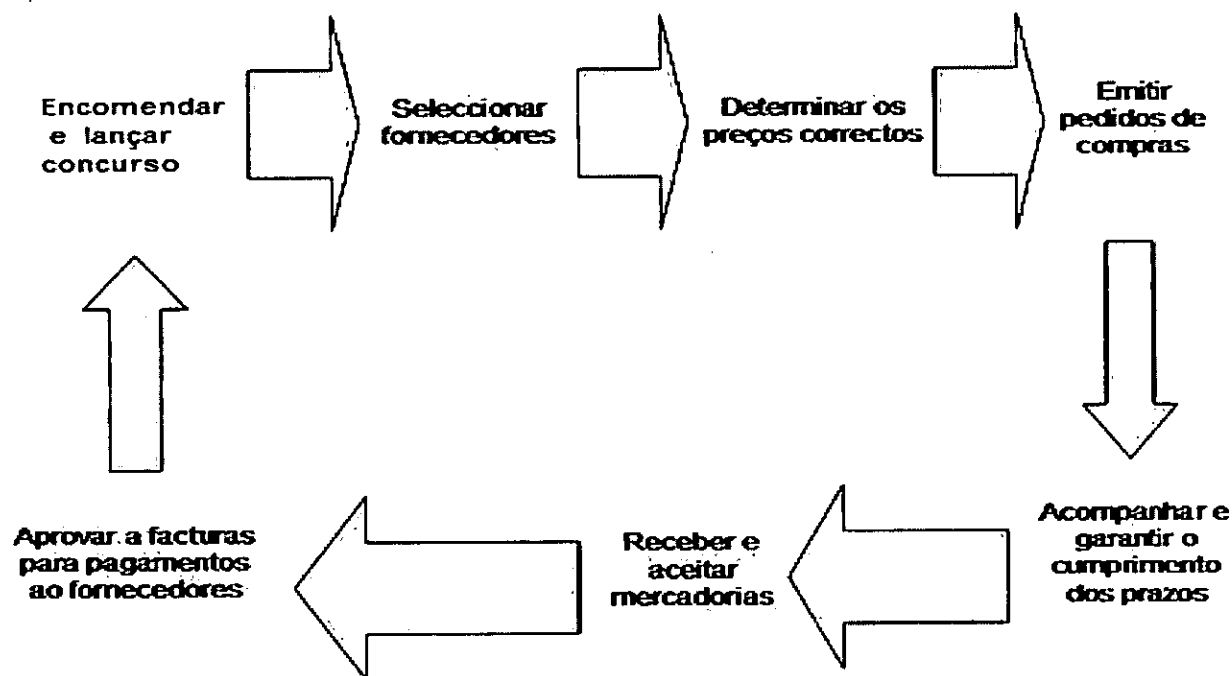 Encomendar
e lançar
concurso
Seleccionar
fornecedores
Determinar os
preços correctos
Emitir
pedidos de
compras
Acompanhar e
garantir o
cumprimento
dos prazos
Receber e
aceitar
mercadorias
Aprovar a facturas
para pagamentos
ao fornecedores